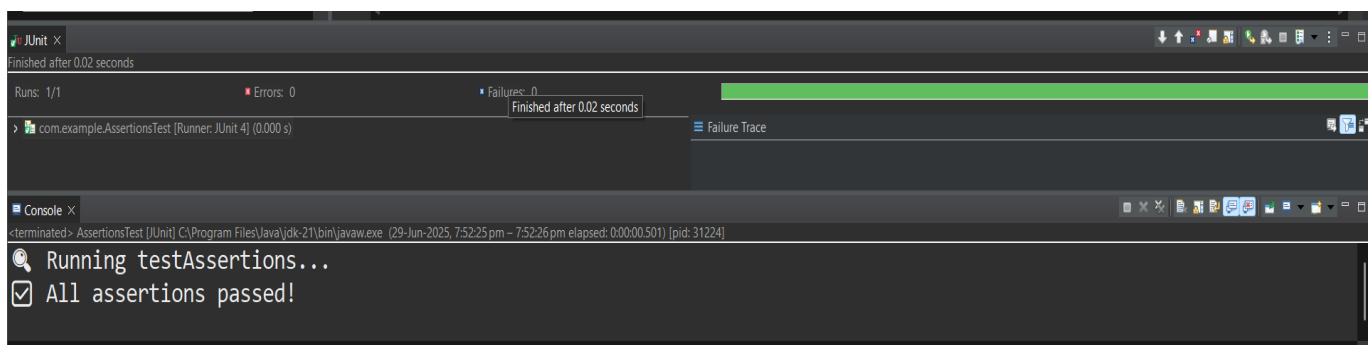 JUnit ×
Finished after 0.02 seconds
Runs: 1/1 Errors: 0 Failures: 0
Finished after 0.02 seconds
com.example.AssertionsTest [Runner: JUnit 4] (0.000 s)
Failure Trace
Console ×
<terminated> AssertionsTest [JUnit] C:\Program Files\Java\jdk-21\bin\javaw.exe (29-Jun-2025, 7:52:25 pm – 7:52:26 pm elapsed: 0:00:00.501) [pid: 31224]
🔍 Running testAssertions...
☑ All assertions passed!